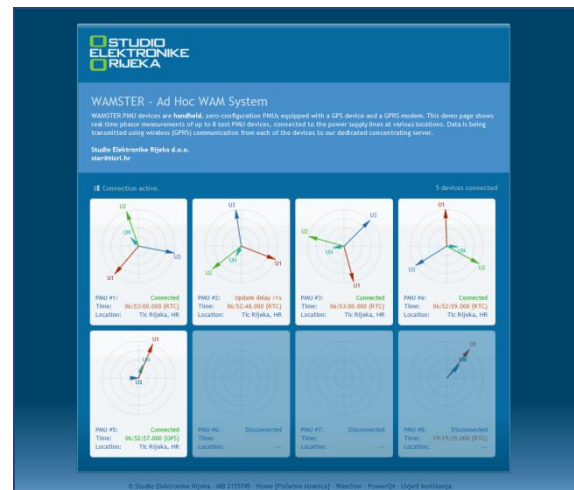 STUDIO
ELEKTRONIKE
RIJEKA
WAMSTER - Ad Hoc WAM System
WAMSTER PMU devices are handheld, zero-configuration PMUs equipped with a GPS device and a GPRS modem. This demo page shows
real-time phasor measurements of up to 8 test PMU devices, connected to the power supply lines at various locations. Data is being
transmitted using wireless (GPRS) communication from each of the devices to our dedicated concentrating server.
Studio Elektronike Rijeka d.o.o.
ster@ticri.hr
Connection active. 5 devices connected
U2 UN U3 U1
U3 U2 UN U1
U3 U2 UN U1
U1 UN U3 U2
PMU #1: Connected PMU #2: Update delay >1s PMU #3: Connected PMU #4: Connected
Time: 06:53:00.000 (RTC) Time: 06:52:48.000 (RTC) Time: 06:53:00.000 (RTC) Time: 06:52:59.000 (RTC)
Location: Tic Rijeka, HR Location: Tic Rijeka, HR Location: Tic Rijeka, HR Location: Tic Rijeka, HR
U1 UN
U1
PMU #5: Connected PMU #6: Disconnected PMU #7: Disconnected PMU #8: Disconnected
Time: 06:52:57.000 (GPS) Time: Time: Time: 19:19:29.000 (RTC)
Location: Tic Rijeka, HR Location: --- Location: --- Location: ---
© Studio Elektronike Rijeka - MB 2155745 - Home [Početna stranica] - WamSter - PowerQ4 - Uvjeti korištenja